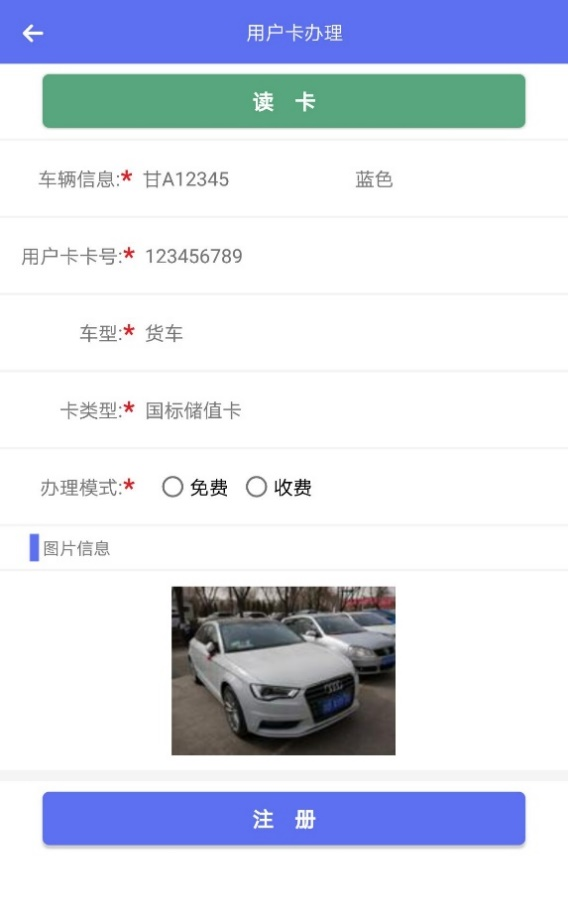 用户卡办理
读 卡
车辆信息:* 甘A12345 蓝色
用户卡卡号:* 123456789
车型:* 货车
卡类型:* 国标储值卡
办理模式:* 免费 收费
图片信息
注 册